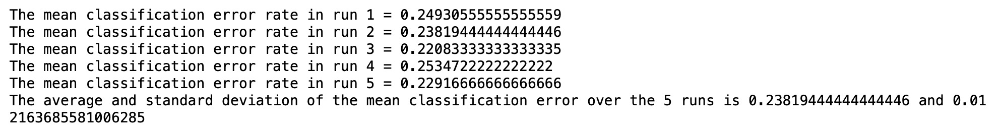 The mean classification error rate in run 1 = 0.24930555555555559
The mean classification error rate in run 2 = 0.23819444444444446
The mean classification error rate in run 3 = 0.22083333333333335
The mean classification error rate in run 4 = 0.2534722222222222
The mean classification error rate in run 5 = 0.22916666666666666
The average and standard deviation of the mean classification error over the 5 runs is 0.23819444444444446 and 0.01
2163685581006285